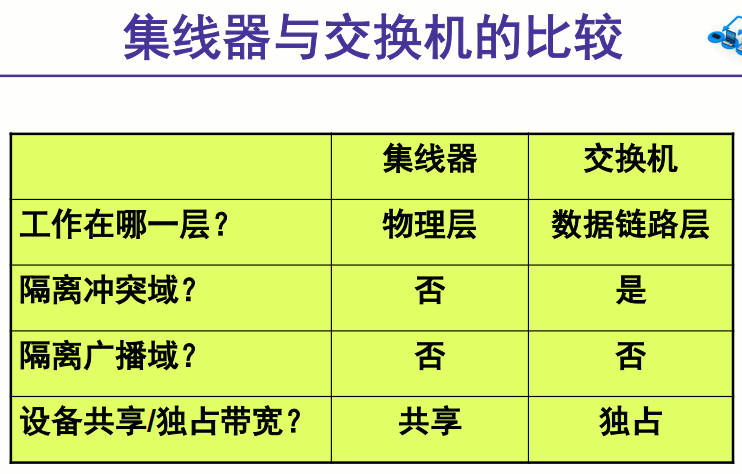 集线器与交换机的比较
集线器 交换机
工作在哪一层? 物理层 数据链路层
隔离冲突域? 否 是
隔离广播域? 否 否
设备共享/独占带宽? 共享 独占